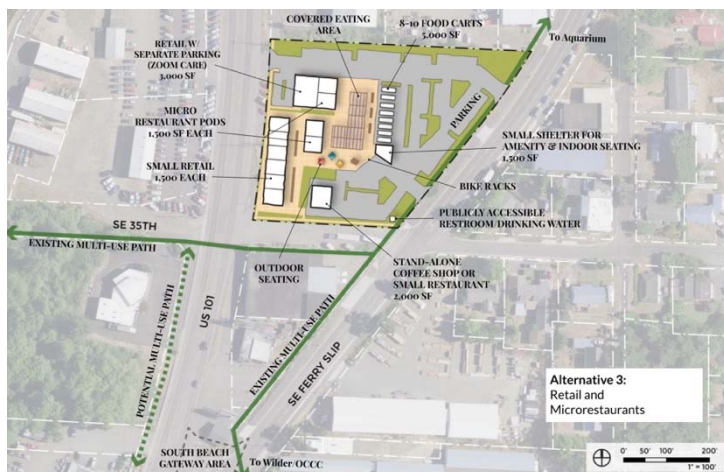 COVERED EATING
AREA
8-10 FOOD CARTS
5,000 SF
To Aquarium
RETAIL W/
SEPARATE PARKING
(ZOOM CARE)
3,000 SF
MICRO
RESTAURANT PODS
1,500 SF EACH
SMALL RETAIL
1,500 EACH
PARKING
SMALL SHELTER FOR
AMENITY & INDOOR SEATING
1,500 SF
BIKE RACKS
PUBLICLY ACCESSIBLE
RESTROOM/DRINKING WATER
SE 35TH
EXISTING MULTI-USE PATH
OUTDOOR
SEATING
STAND-ALONE
COFFEE SHOP OR
SMALL RESTAURANT
2,000 SF
POTENTIAL MULTI-USE PATH
US 101
EXISTING MULTI-USE PATH
SE FERRY SLIP
SOUTH BEACH
GATEWAY AREA
To Wilder/OCCC
Alternative 3:
Retail and
Microrestaurants
0' 50' 100' 200'
1" = 100'